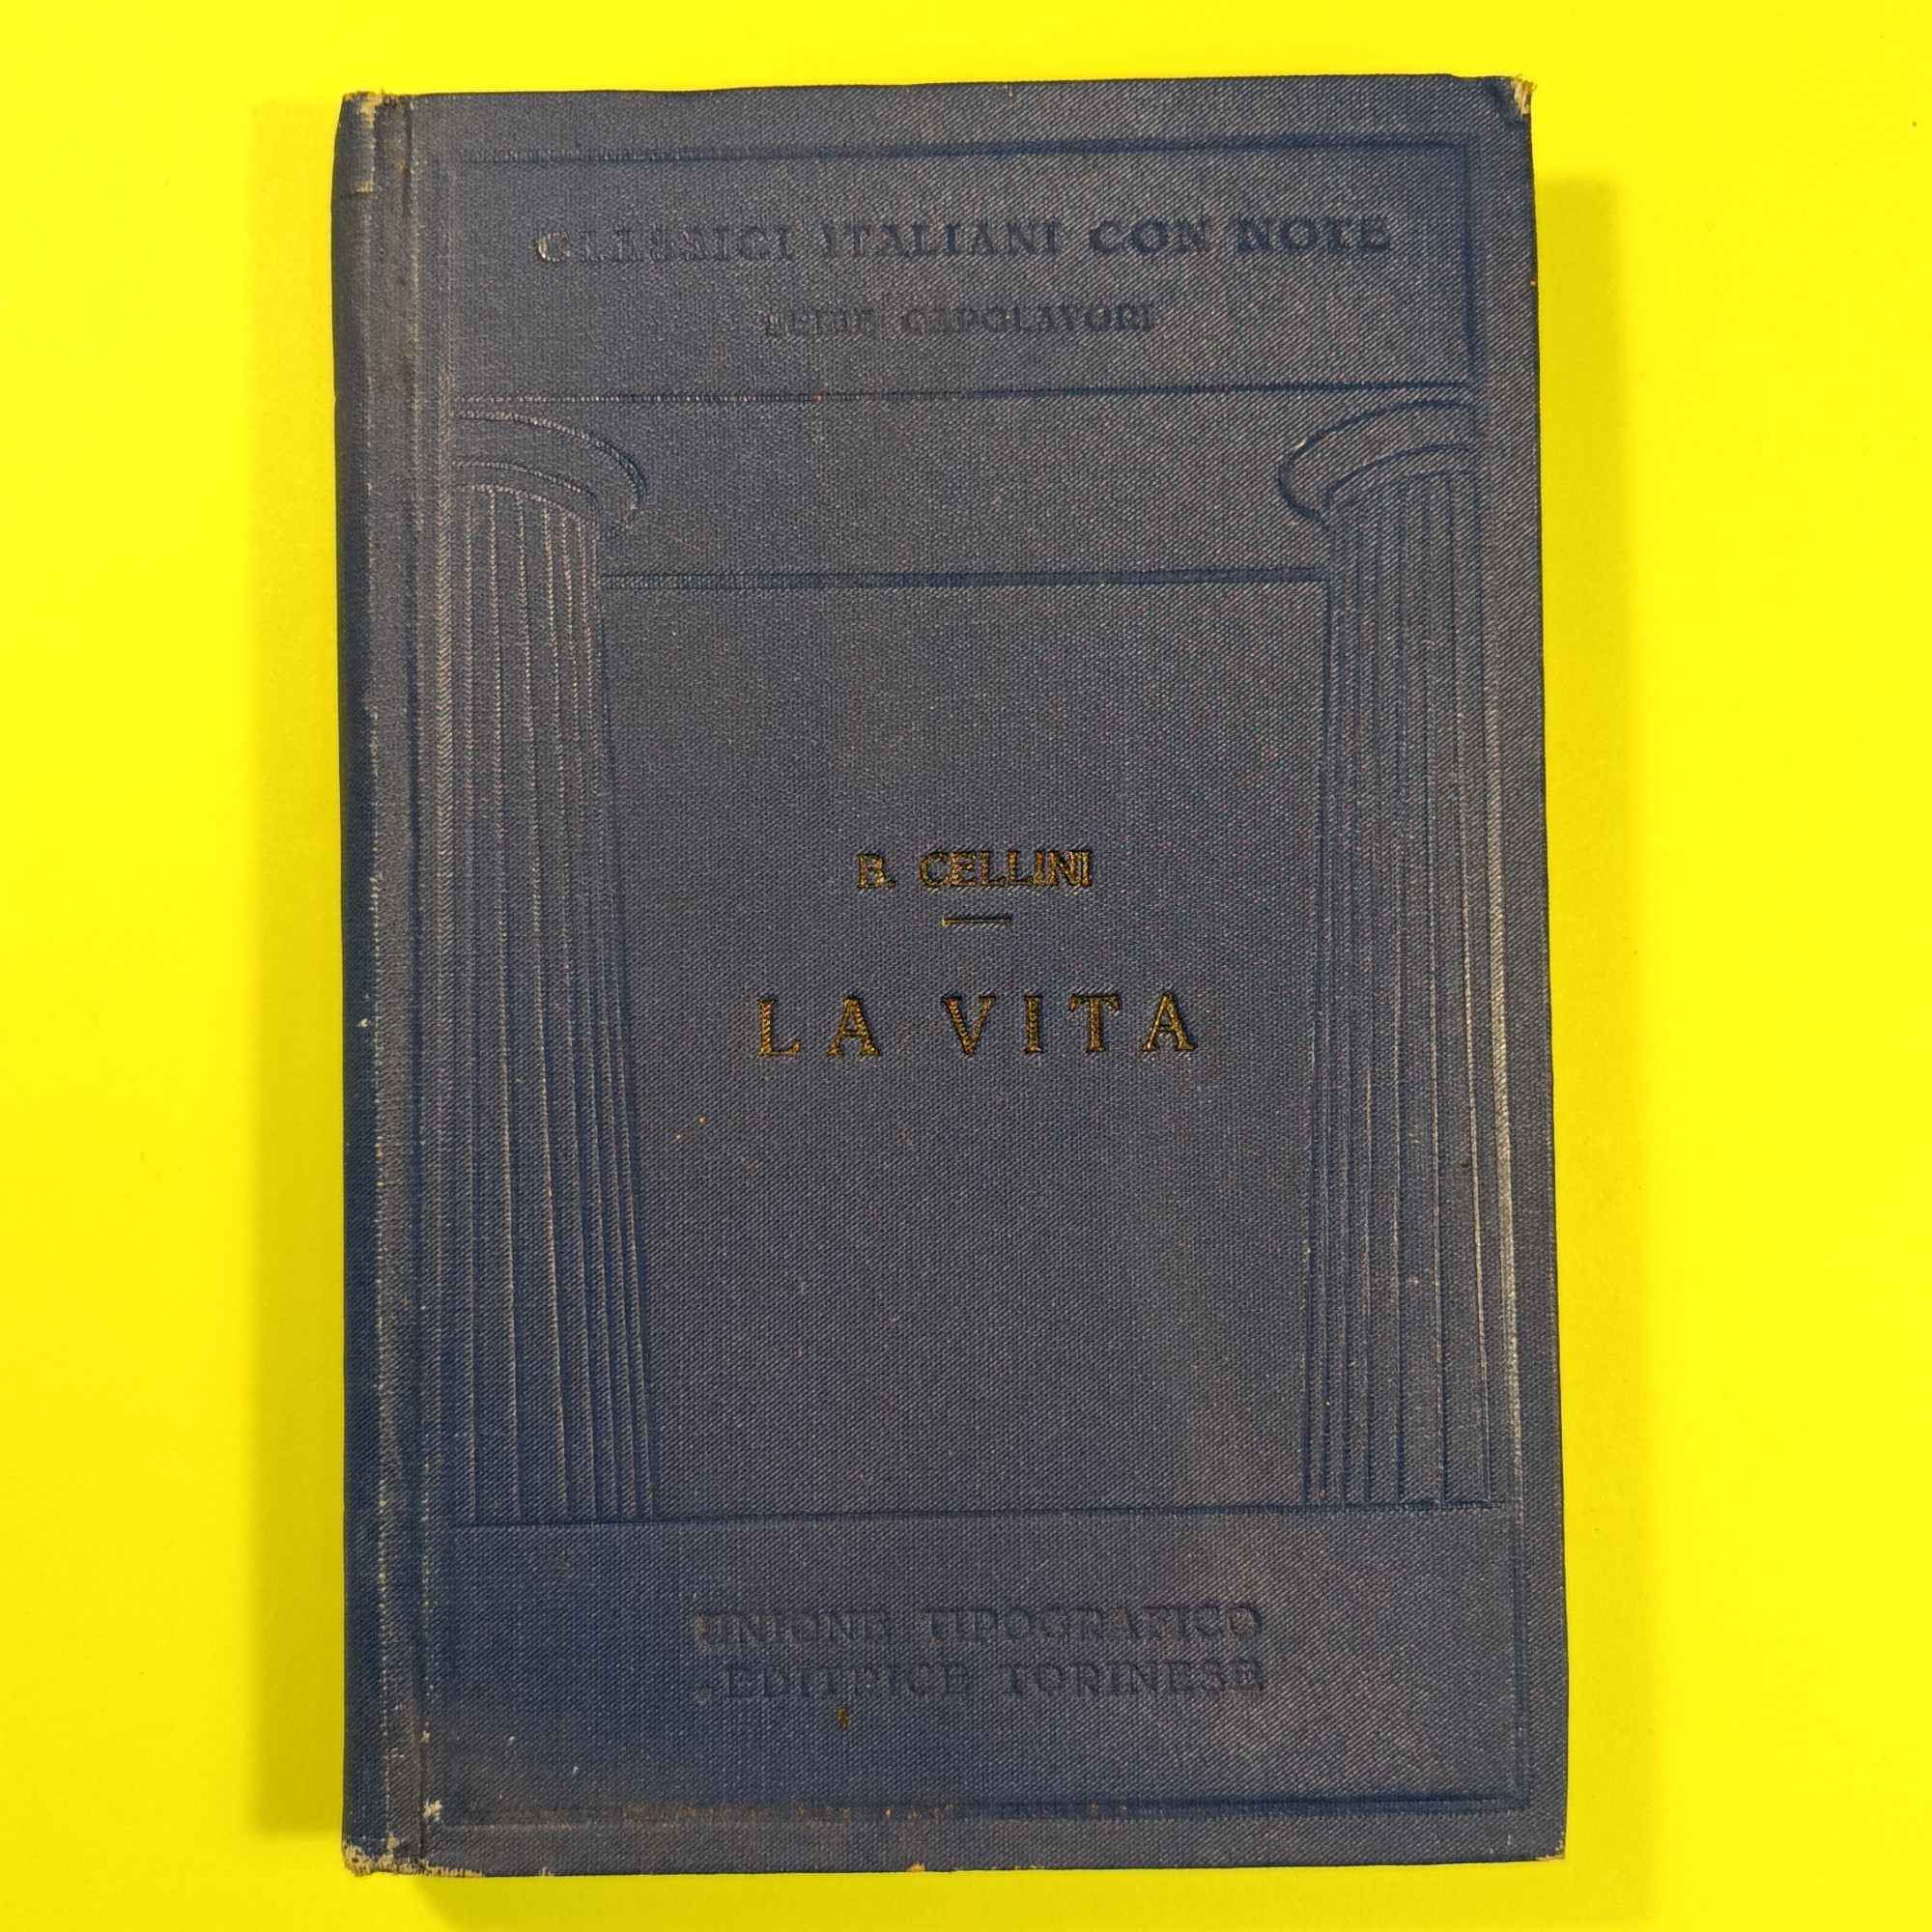 CLASSICI ITALIANI CON NOTE
SERIE CAPOLAVORI
B. CELLINI
LA VITA
UNIONE TIPOGRAFICO
EDITRICE TORINESE